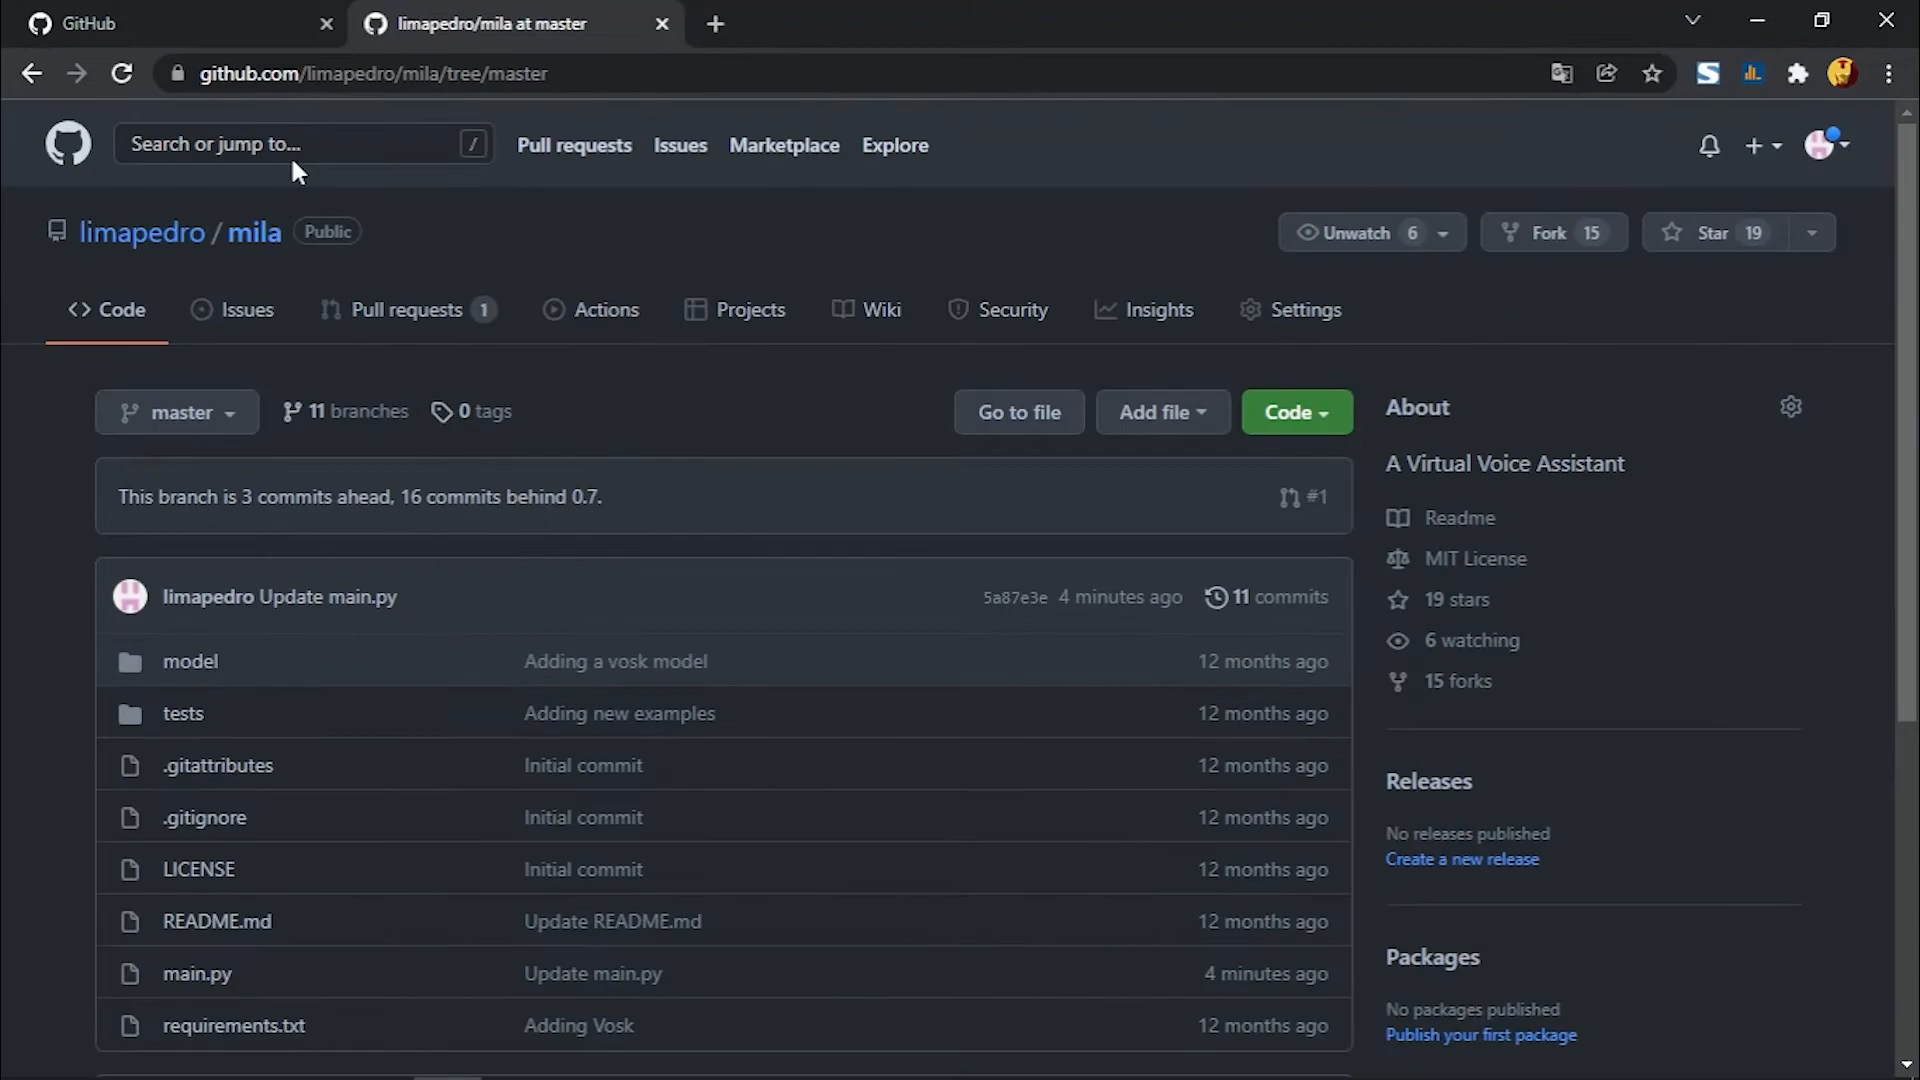 GitHub
limapedro/mila at master
github.com/limapedro/mila/tree/master
Search or jump to... /
Pull requests Issues Marketplace Explore
limapedro / mila Public
Unwatch 6 Fork 15 Star 19
Code Issues Pull requests 1 Actions Projects Wiki Security Insights Settings
master 11 branches 0 tags Go to file Add file Code
This branch is 3 commits ahead, 16 commits behind 0.7. #1
limapedro Update main.py 5a87e3e 4 minutes ago 11 commits
model Adding a vosk model 12 months ago
tests Adding new examples 12 months ago
.gitattributes Initial commit 12 months ago
.gitignore Initial commit 12 months ago
LICENSE Initial commit 12 months ago
README.md Update README.md 12 months ago
main.py Update main.py 4 minutes ago
requirements.txt Adding Vosk 12 months ago
About
A Virtual Voice Assistant
Readme
MIT License
19 stars
6 watching
15 forks
Releases
No releases published
Create a new release
Packages
No packages published
Publish your first package